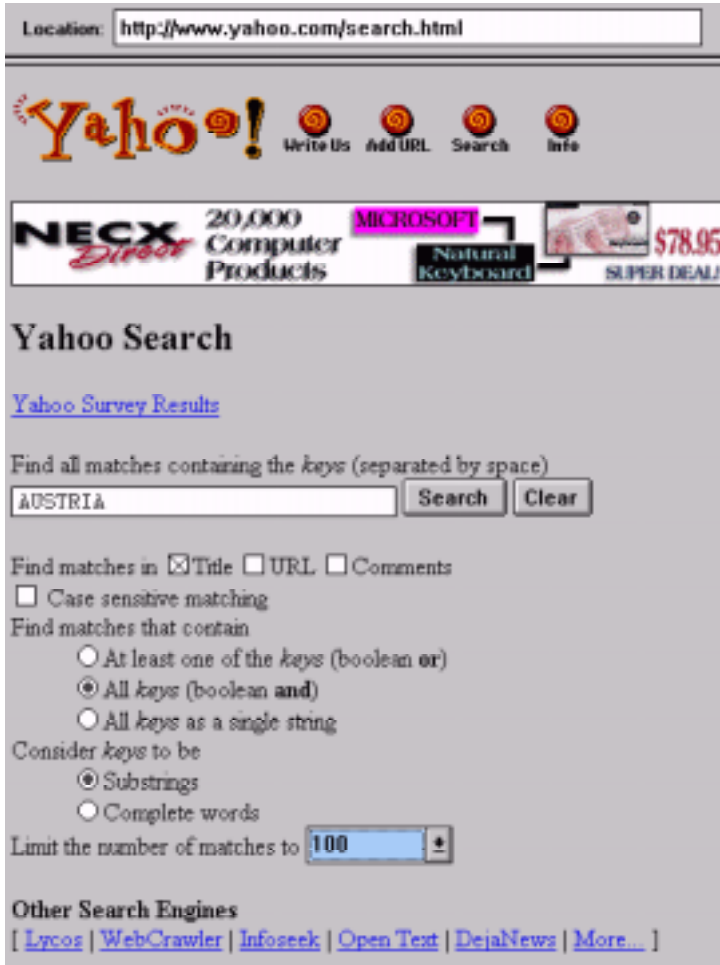 Location: http://www.yahoo.com/search.html
Yahoo! Write Us Add URL Search Info
NECX Direct 20,000 Computer Products MICROSOFT Natural Keyboard $78.95 SUPER DEAL!
Yahoo Search
Yahoo Survey Results
Find all matches containing the keys (separated by space)
AUSTRIA Search Clear
Find matches in Title URL Comments
Case sensitive matching
Find matches that contain
At least one of the keys (boolean or)
All keys (boolean and)
All keys as a single string
Consider keys to be
Substrings
Complete words
Limit the number of matches to 100
Other Search Engines
[ Lycos | WebCrawler | Infoseek | Open Text | DejaNews | More... ]